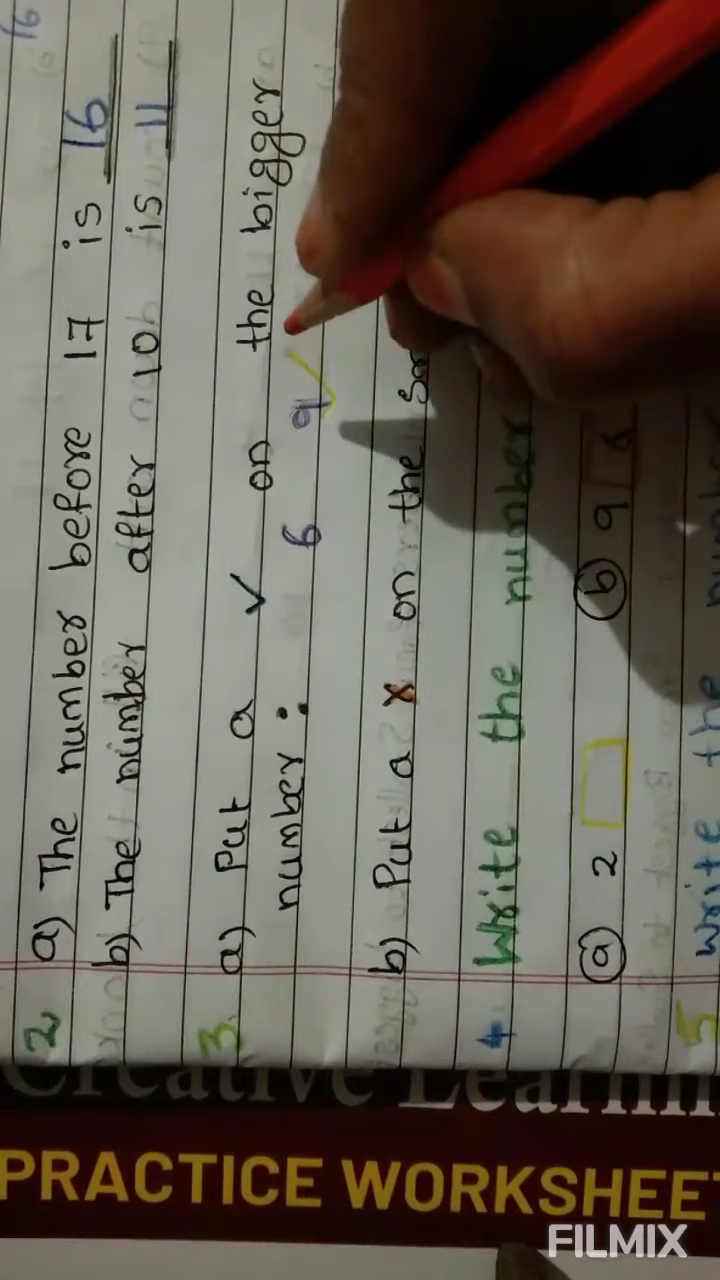 16
2. a) The number before 17 is 16
b) The number after 10 is 11
3. a) Put a ✓ on the bigger
number: 6 9 ✓
b) Put a x on the
4. Write the number
(a) 2 (b) 9
5 write the
Creative Learnin
PRACTICE WORKSHEET
FILMIX